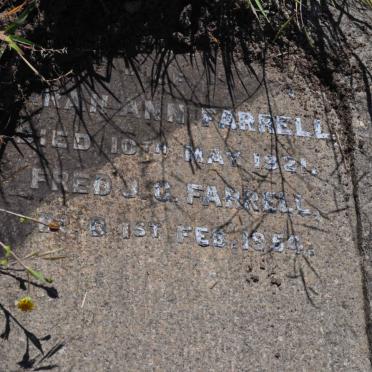 ANN FARRELL
DIED 10TH MAY 1921.
FRED J. G. FARRELL,
1ST FEB. 1954.